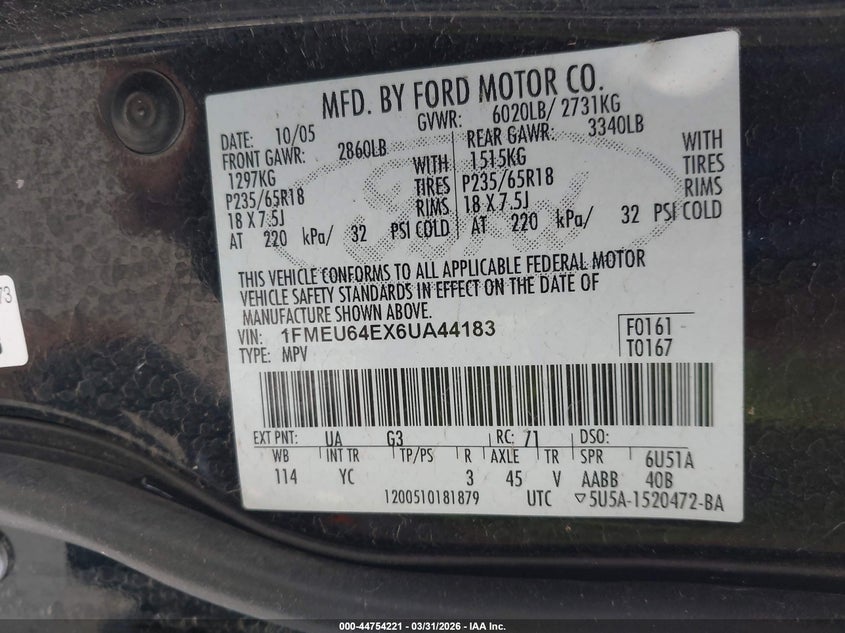 MFD. BY FORD MOTOR CO.
DATE: 10/05 GVWR: 6020LB/ 2731KG
FRONT GAWR: 2860LB REAR GAWR: 3340LB
1297KG WITH 1515KG WITH
P235/65R18 TIRES P235/65R18 TIRES
18 X 7.5J RIMS 18 X 7.5J RIMS
AT 220 kPa/ 32 PSI COLD AT 220 kPa/ 32 PSI COLD
THIS VEHICLE CONFORMS TO ALL APPLICABLE FEDERAL MOTOR
VEHICLE SAFETY STANDARDS IN EFFECT ON THE DATE OF
MANUFACTURE SHOWN ABOVE.
VIN: 1FMEU64EX6UA44183 F0161
TYPE: MPV T0167
EXT PNT: UA G3 RC: 71 DSO:
WB INT TR TP/PS R AXLE TR SPR 6U51A
114 YC 3 45 V AABB 40B
1200510181879 UTC ▽5U5A-1520472-BA
73
000-44754221 - 03/31/2026 - IAA Inc.